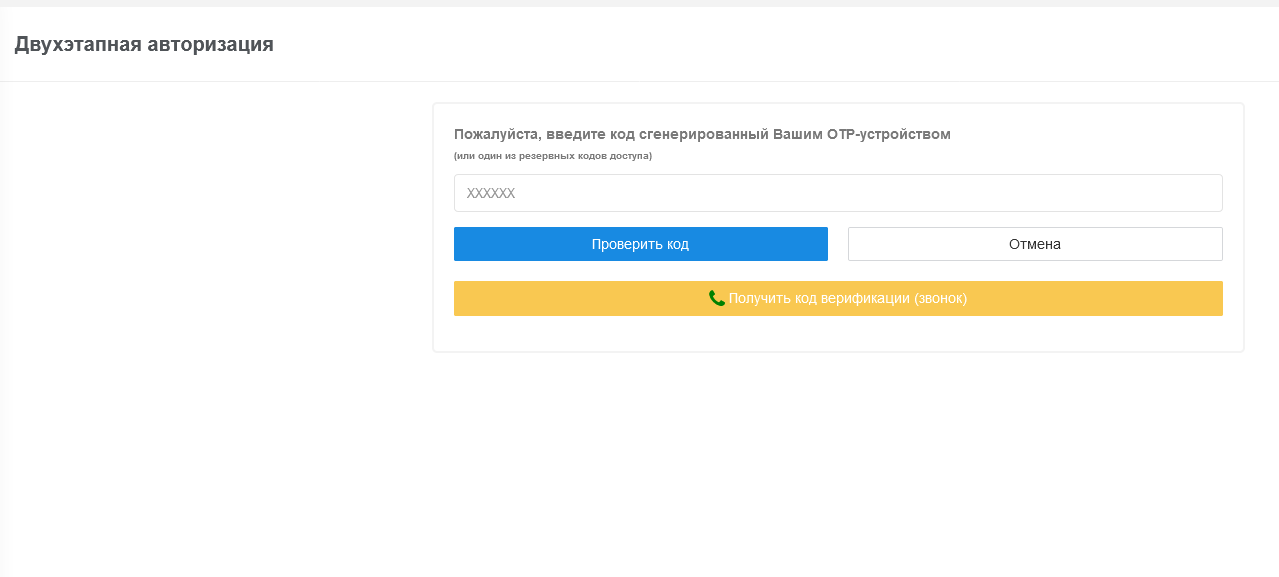 Двухэтапная авторизация
Пожалуйста, введите код сгенерированный Вашим OTP-устройством
(или один из резервных кодов доступа)
XXXXXX
Проверить код
Отмена
Получить код верификации (звонок)